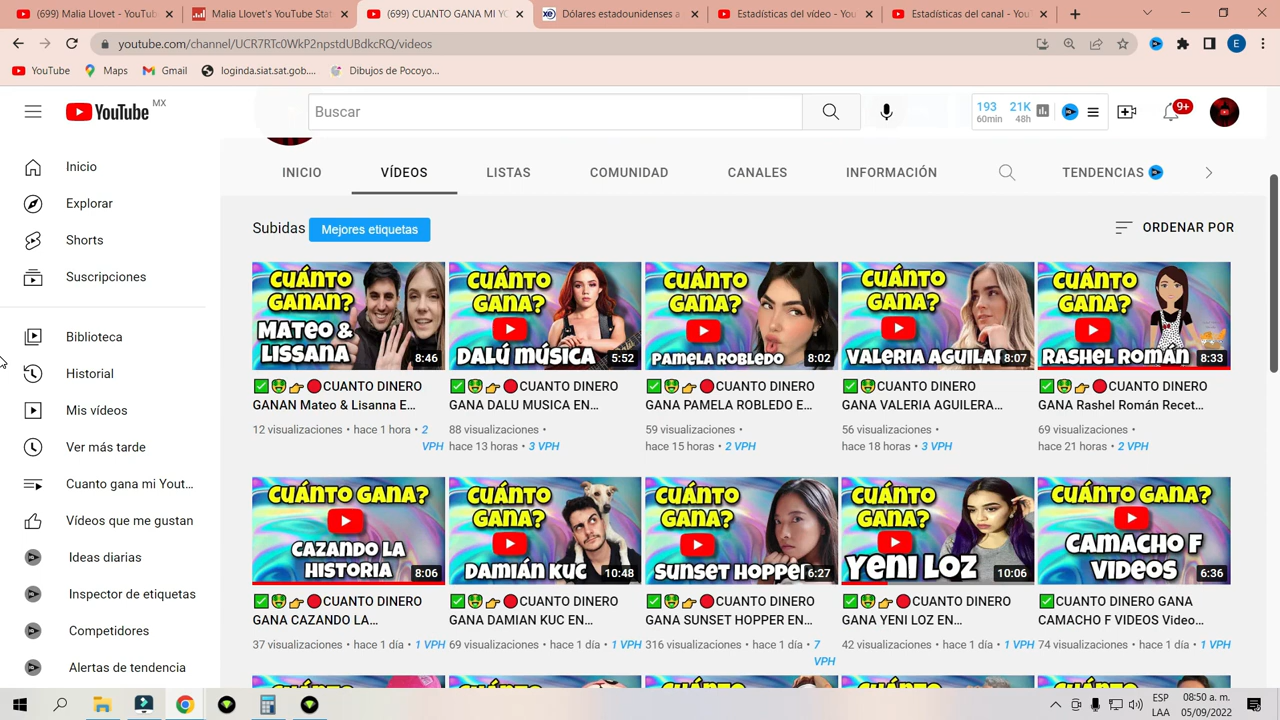 (699) Malia Llovet - YouTu
Malia Llovet's YouTube Stat
(699) CUANTO GANA MI YO
Dólares estadounidenses a
Estadísticas del vídeo - You
Estadísticas del canal - YouT
youtube.com/channel/UCR7RTc0WkP2npstdUBdkcRQ/videos
E
YouTube
Maps
Gmail
loginda.siat.sat.gob....
Dibujos de Pocoyo...
YouTube MX
Buscar
193
60min
21K
48h
9+
Inicio
Explorar
Shorts
Suscripciones
Biblioteca
Historial
Mis vídeos
Ver más tarde
Cuanto gana mi Yout...
Vídeos que me gustan
Ideas diarias
Inspector de etiquetas
Competidores
Alertas de tendencia
INICIO
VÍDEOS
LISTAS
COMUNIDAD
CANALES
INFORMACIÓN
TENDENCIAS
Subidas
Mejores etiquetas
ORDENAR POR
CUÁNTO
GANAN?
MATEO &
LISSANA
8:46
CUÁNTO
GANA?
DALÚ MÚSICA
5:52
CUÁNTO
GANA?
PAMELA ROBLEDO
8:02
CUÁNTO
GANA?
VALERIA AGUILAR
8:07
CUÁNTO
GANA?
RASHEL ROMÁN
8:33
✅🤑👉🔴CUANTO DINERO
GANAN Mateo & Lisanna E...
12 visualizaciones • hace 1 hora • 2
VPH
✅🤑👉🔴CUANTO DINERO
GANA DALU MUSICA EN...
88 visualizaciones •
hace 13 horas • 3 VPH
✅🤑👉🔴CUANTO DINERO
GANA PAMELA ROBLEDO E...
59 visualizaciones •
hace 15 horas • 2 VPH
✅🤑CUANTO DINERO
GANA VALERIA AGUILERA...
56 visualizaciones •
hace 18 horas • 3 VPH
✅🤑👉🔴CUANTO DINERO
GANA Rashel Román Recet...
69 visualizaciones •
hace 21 horas • 2 VPH
CUÁNTO GANA?
CAZANDO LA
HISTORIA
8:06
CUÁNTO
GANA?
DAMIÁN KUC
10:48
CUÁNTO
GANA?
SUNSET HOPPER
6:27
CUÁNTO
GANA?
YENI LOZ
10:06
CUÁNTO GANA?
CAMACHO F
VIDEOS
6:36
✅🤑👉🔴CUANTO DINERO
GANA CAZANDO LA...
37 visualizaciones • hace 1 día • 1 VPH
✅🤑👉🔴CUANTO DINERO
GANA DAMIAN KUC EN...
69 visualizaciones • hace 1 día • 1 VPH
✅🤑👉🔴CUANTO DINERO
GANA SUNSET HOPPER EN...
316 visualizaciones • hace 1 día • 7
VPH
✅🤑👉🔴CUANTO DINERO
GANA YENI LOZ EN...
42 visualizaciones • hace 1 día • 1 VPH
✅CUANTO DINERO GANA
CAMACHO F VIDEOS Video...
74 visualizaciones • hace 1 día • 1 VPH
ESP
LAA
08:50 a. m.
05/09/2022